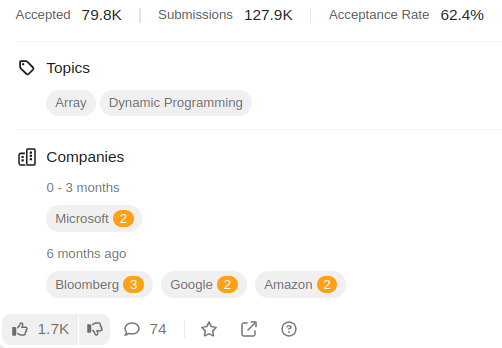 Accepted 79.8K Submissions 127.9K Acceptance Rate 62.4%
Topics
Array Dynamic Programming
Companies
0 - 3 months
Microsoft 2
6 months ago
Bloomberg 3 Google 2 Amazon 2
1.7K 74